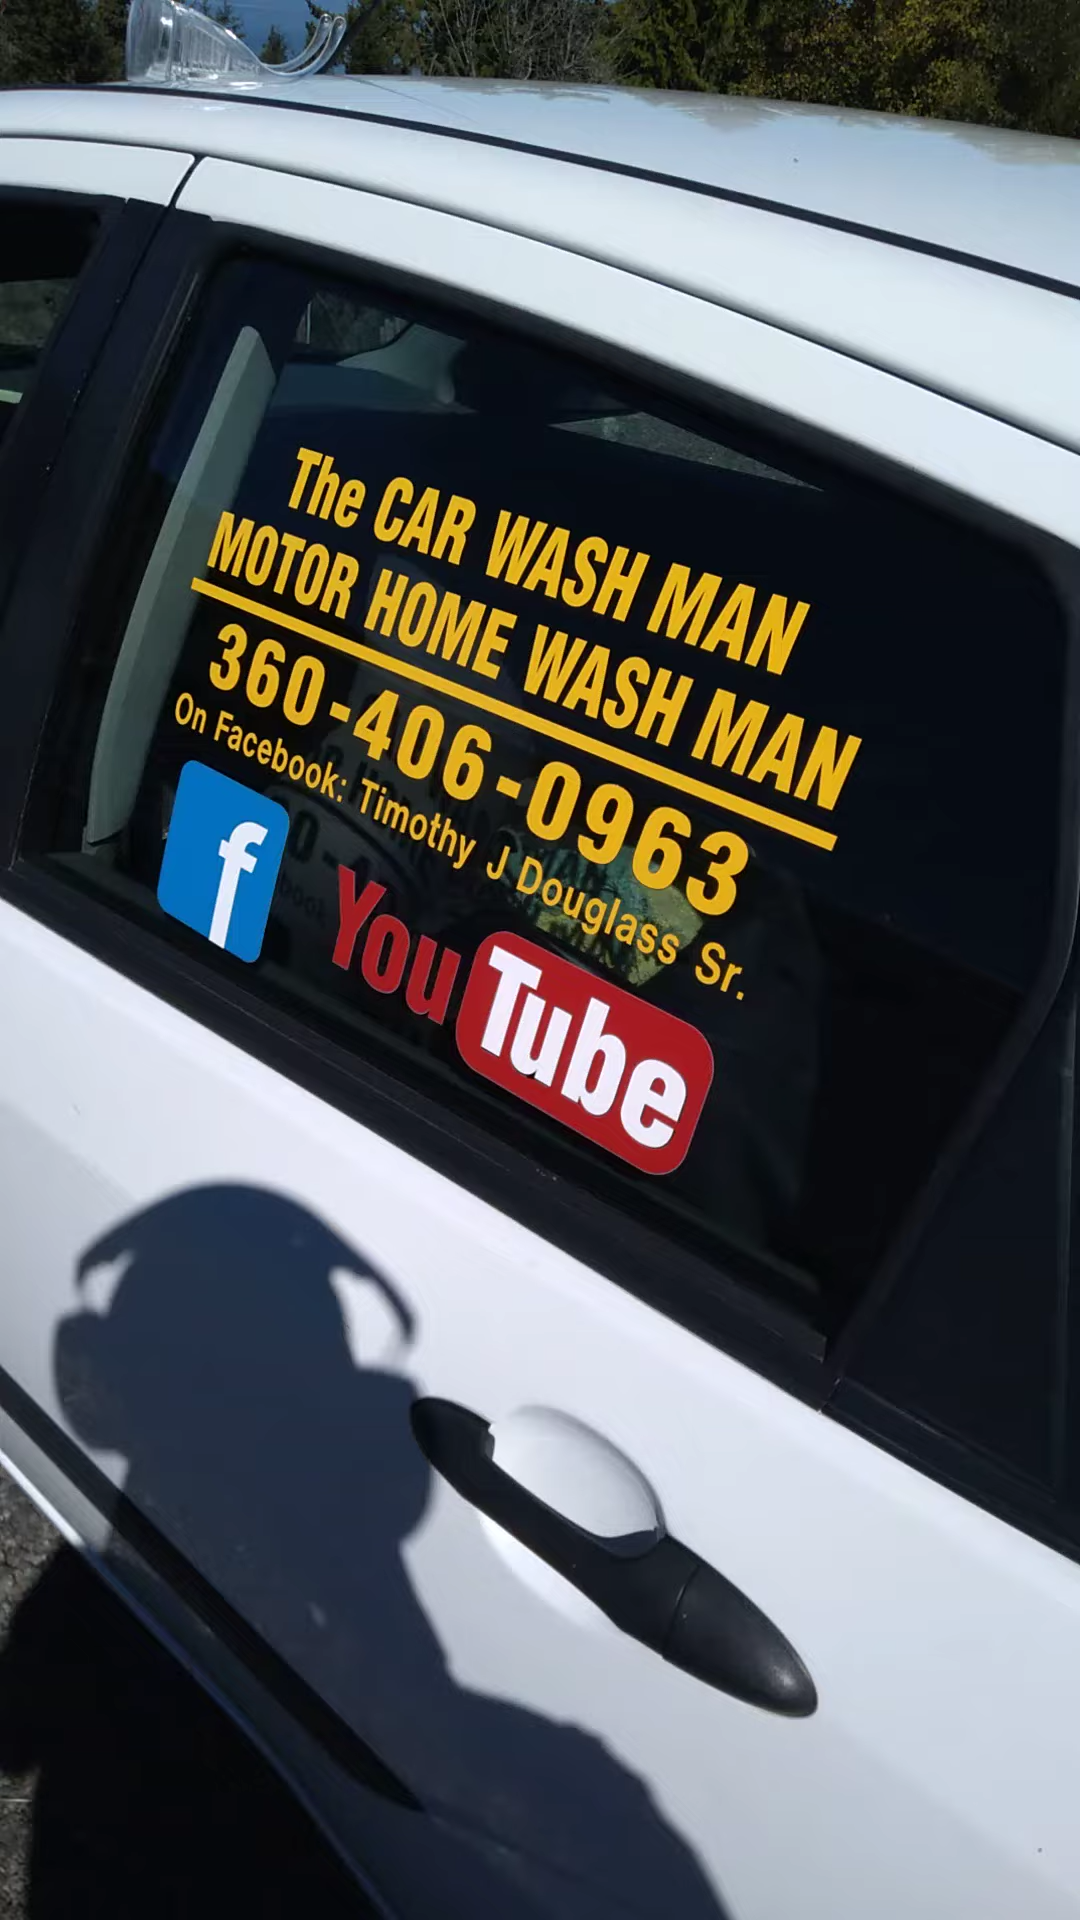 The CAR WASH MAN
MOTOR HOME WASH MAN
360-406-0963
On Facebook: Timothy J Douglass Sr.
f
YouTube